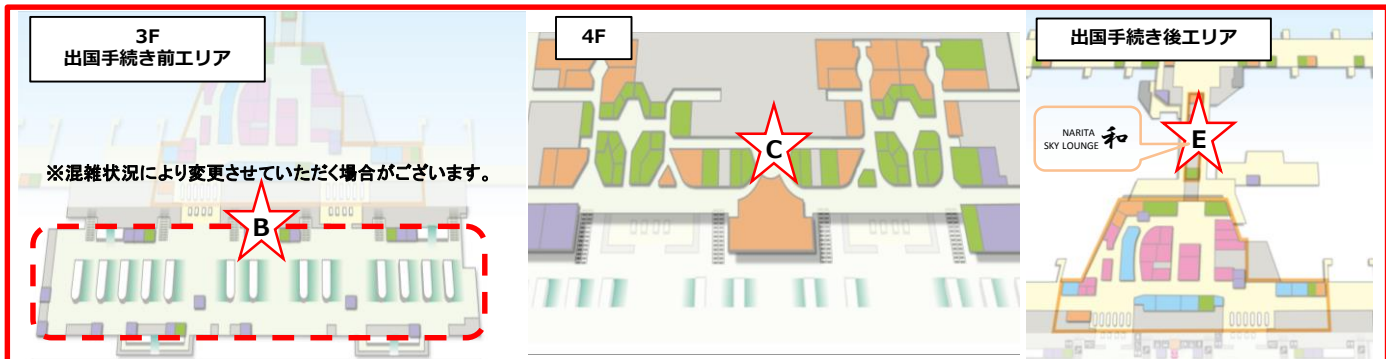 3F
出国手続き前エリア
※混雑状況により変更させていただく場合がございます。
B
4F
C
出国手続き後エリア
NARITA
SKY LOUNGE 和
E